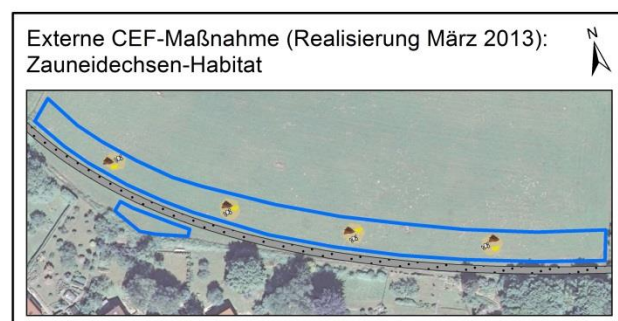 Externe CEF-Maßnahme (Realisierung März 2013):
Zauneidechsen-Habitat
N